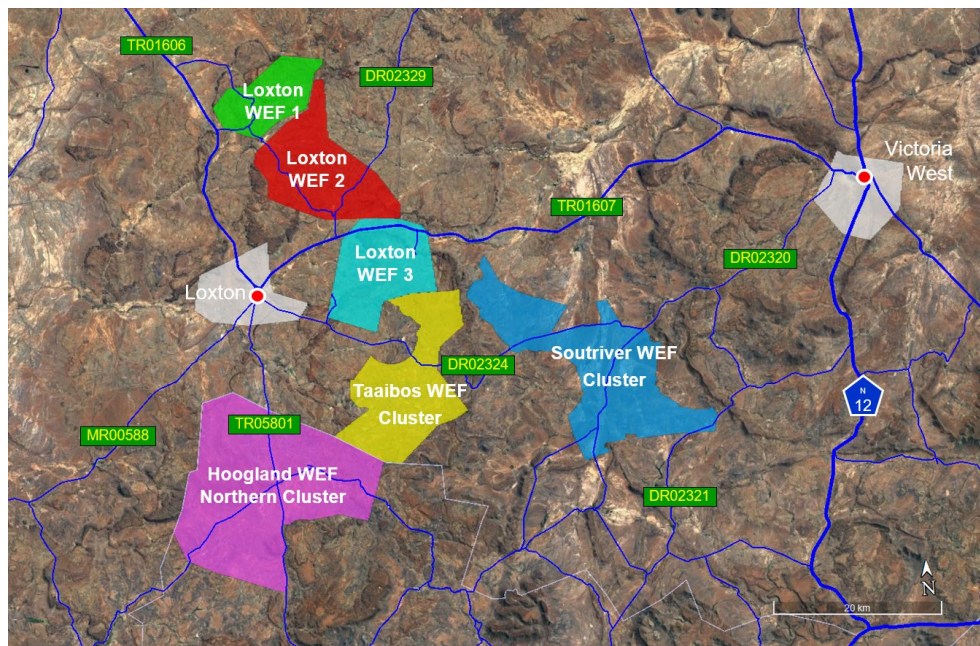 TR01606
DR02329
Loxton
WEF 1
Loxton
WEF 2
Victoria
West
TR01607
Loxton
WEF 3
DR02320
Loxton
Soutriver WEF
Cluster
DR02324
Taaibos WEF
Cluster
N
12
TR05801
MR00588
Hoogland WEF
Northern Cluster
DR02321
N
20 km